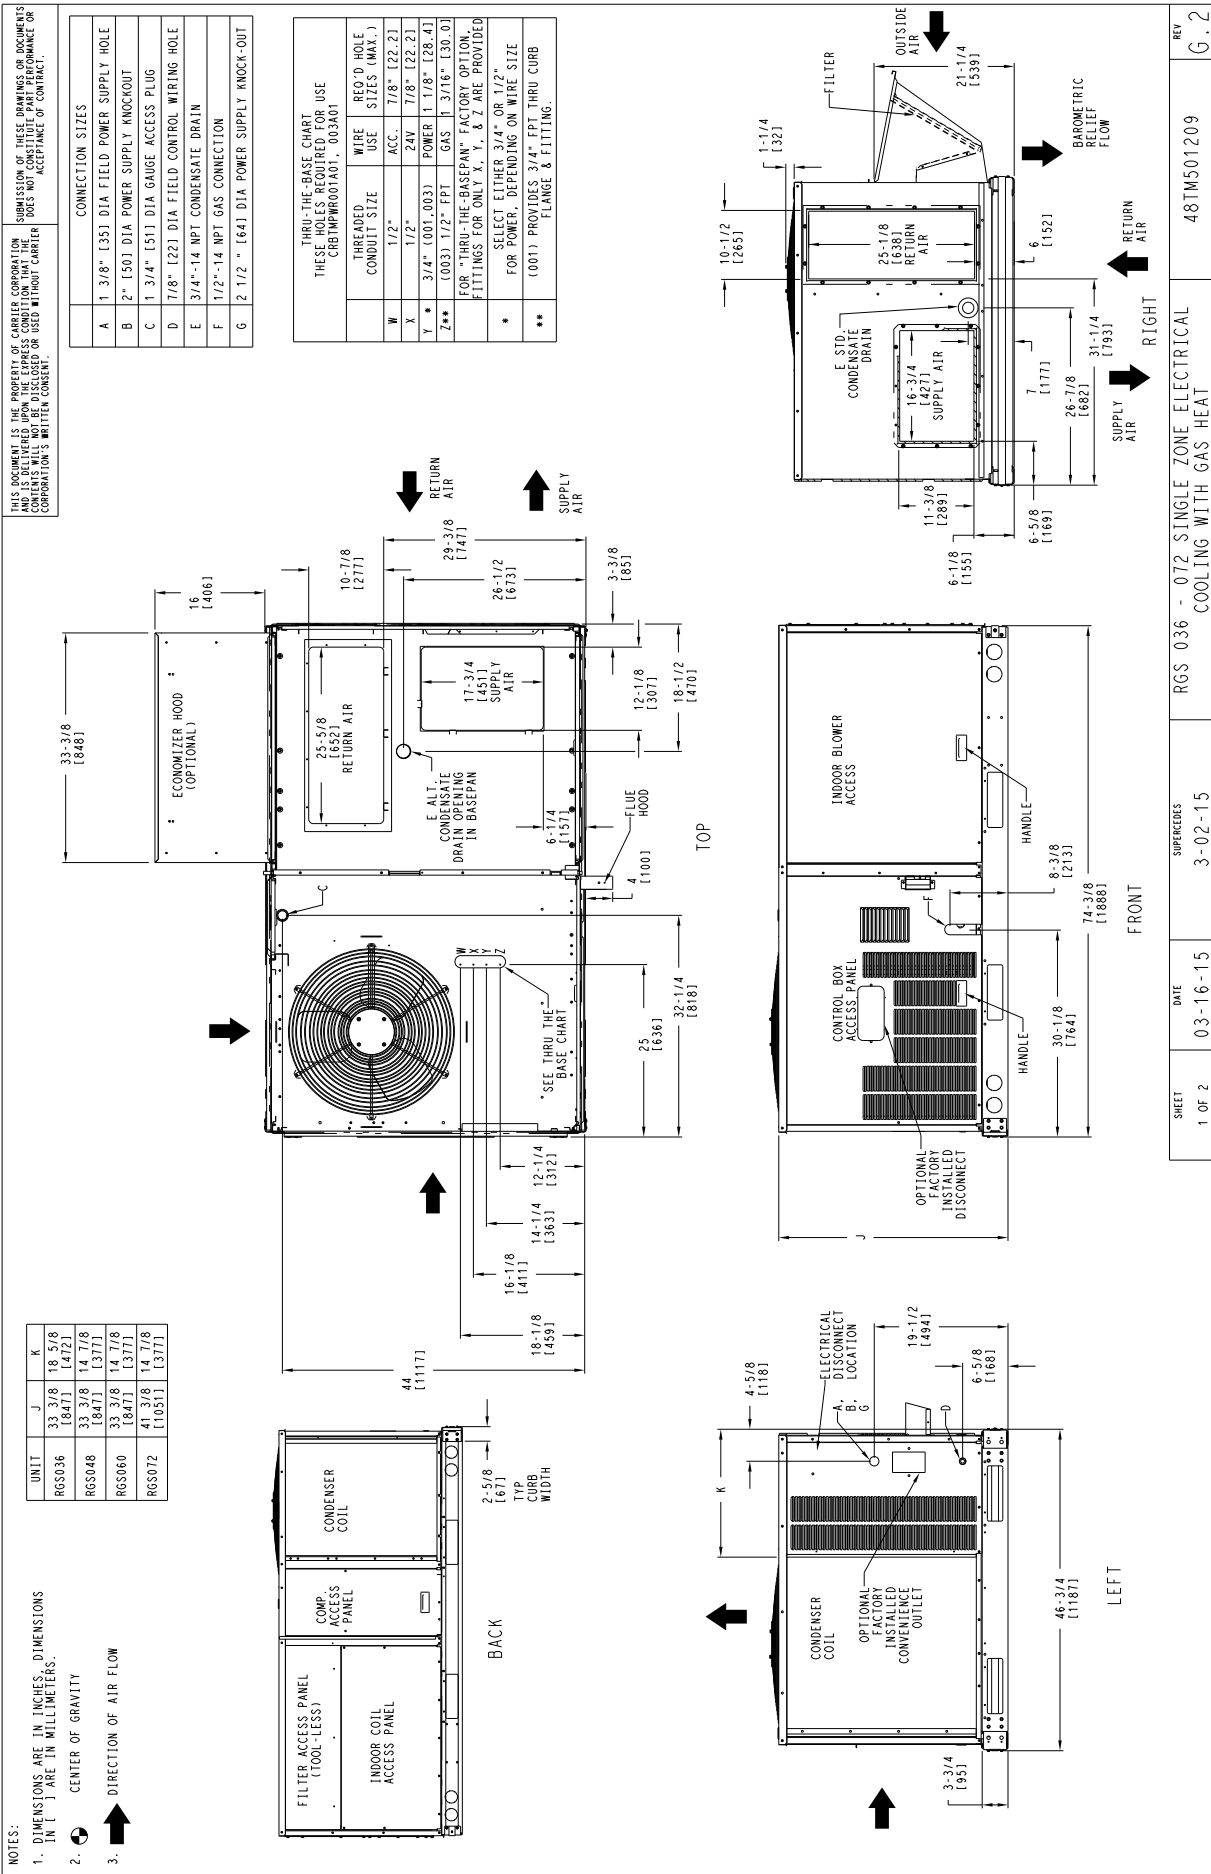 NOTES:
1. DIMENSIONS ARE IN INCHES, DIMENSIONS
IN [ ] ARE IN MILLIMETERS.
2. CENTER OF GRAVITY
3. DIRECTION OF AIR FLOW
UNIT J K
RGS036 33 3/8 [847] 18 5/8 [472]
RGS048 33 3/8 [847] 14 7/8 [377]
RGS060 33 3/8 [847] 14 7/8 [377]
RGS072 41 3/8 [1051] 14 7/8 [377]
THIS DOCUMENT IS THE PROPERTY OF CARRIER CORPORATION
AND IS DELIVERED UPON THE EXPRESS CONDITION THAT THE
CONTENTS WILL NOT BE DISCLOSED OR USED WITHOUT CARRIER
CORPORATION'S WRITTEN CONSENT.
SUBMISSION OF THESE DRAWINGS OR DOCUMENTS
DOES NOT CONSTITUTE PART PERFORMANCE OR
ACCEPTANCE OF CONTRACT.
CONNECTION SIZES
A 1 3/8" [35] DIA FIELD POWER SUPPLY HOLE
B 2" [50] DIA POWER SUPPLY KNOCKOUT
C 1 3/4" [51] DIA GAUGE ACCESS PLUG
D 7/8" [22] DIA FIELD CONTROL WIRING HOLE
E 3/4"-14 NPT CONDENSATE DRAIN
F 1/2"-14 NPT GAS CONNECTION
G 2 1/2 " [64] DIA POWER SUPPLY KNOCK-OUT
THRU-THE-BASE CHART
THESE HOLES REQUIRED FOR USE
CRBTMPWR001A01, 003A01
THREADED CONDUIT SIZE WIRE USE REQ'D HOLE SIZES (MAX.)
W 1/2" ACC. 7/8" [22.2]
X 1/2" 24V 7/8" [22.2]
Y * 3/4" (001,003) POWER 1 1/8" [28.4]
Z** (003) 1/2" FPT GAS 1 3/16" [30.0]
FOR "THRU-THE-BASEPAN" FACTORY OPTION,
FITTINGS FOR ONLY X, Y, & Z ARE PROVIDED
* SELECT EITHER 3/4" OR 1/2"
FOR POWER, DEPENDING ON WIRE SIZE
** (001) PROVIDES 3/4" FPT THRU CURB
FLANGE & FITTING.
FILTER ACCESS PANEL
(TOOL-LESS)
INDOOR COIL
ACCESS PANEL
COMP.
ACCESS
PANEL
CONDENSER
COIL
2-5/8
[67]
TYP
CURB
WIDTH
BACK
33-3/8
[848]
16
[406]
ECONOMIZER HOOD
(OPTIONAL)
44
[1117]
C
W
X
Y
Z
SEE THRU THE
BASE CHART
18-1/8
[459]
16-1/8
[411]
14-1/4
[363]
12-1/4
[312]
25
[636]
32-1/4
[818]
25-5/8
[652]
RETURN AIR
E ALT.
CONDENSATE
DRAIN OPENING
IN BASEPAN
17-3/4
[451]
SUPPLY
AIR
6-1/4
[157]
4
[100]
FLUE
HOOD
10-7/8
[277]
29-3/8
[747]
26-1/2
[673]
3-3/8
[85]
12-1/8
[307]
18-1/2
[470]
RETURN
AIR
SUPPLY
AIR
TOP
CONDENSER
COIL
OPTIONAL
FACTORY
INSTALLED
CONVENIENCE
OUTLET
ELECTRICAL
DISCONNECT
LOCATION
K
4-5/8
[118]
A,
B,
G
D
19-1/2
[494]
6-5/8
[168]
3-3/4
[95]
46-3/4
[1187]
LEFT
J
CONTROL BOX
ACCESS PANEL
INDOOR BLOWER
ACCESS
OPTIONAL
FACTORY
INSTALLED
DISCONNECT
HANDLE
F
HANDLE
30-1/8
[764]
8-3/8
[213]
74-3/8
[1888]
FRONT
1-1/4
[32]
FILTER
OUTSIDE
AIR
21-1/4
[539]
BAROMETRIC
RELIEF
FLOW
10-1/2
[265]
25-1/8
[638]
RETURN
AIR
E STD.
CONDENSATE
DRAIN
16-3/4
[427]
SUPPLY AIR
11-3/8
[289]
6-1/8
[155]
6-5/8
[169]
7
[177]
6
[152]
26-7/8
[682]
31-1/4
[793]
SUPPLY
AIR
RETURN
AIR
RIGHT
SHEET
1 OF 2
DATE
03-16-15
SUPERCEDES
3-02-15
RGS 036 - 072 SINGLE ZONE ELECTRICAL
COOLING WITH GAS HEAT
48TM501209
REV
G.2